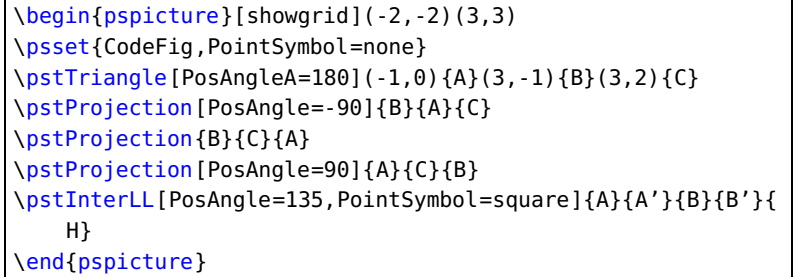 \begin{pspicture}[showgrid](-2,-2)(3,3)
\psset{CodeFig,PointSymbol=none}
\pstTriangle[PosAngleA=180](-1,0){A}(3,-1){B}(3,2){C}
\pstProjection[PosAngle=-90]{B}{A}{C}
\pstProjection{B}{C}{A}
\pstProjection[PosAngle=90]{A}{C}{B}
\pstInterLL[PosAngle=135,PointSymbol=square]{A}{A’}{B}{B’}{
H}
\end{pspicture}